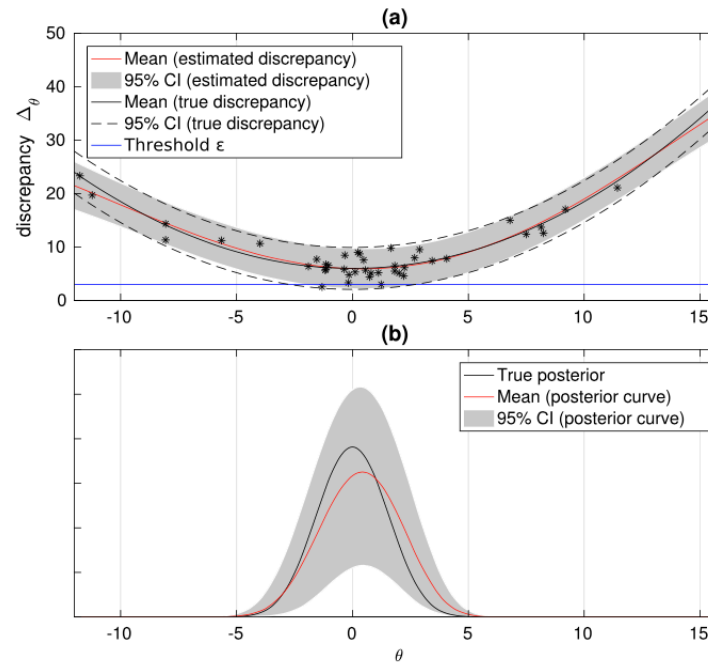 (a)
50
40
30
20
10
0
discrepancy Δθ
Mean (estimated discrepancy)
95% CI (estimated discrepancy)
Mean (true discrepancy)
95% CI (true discrepancy)
Threshold ε
-10
-5
0
5
10
15
(b)
True posterior
Mean (posterior curve)
95% CI (posterior curve)
-10
-5
0
5
10
15
θ